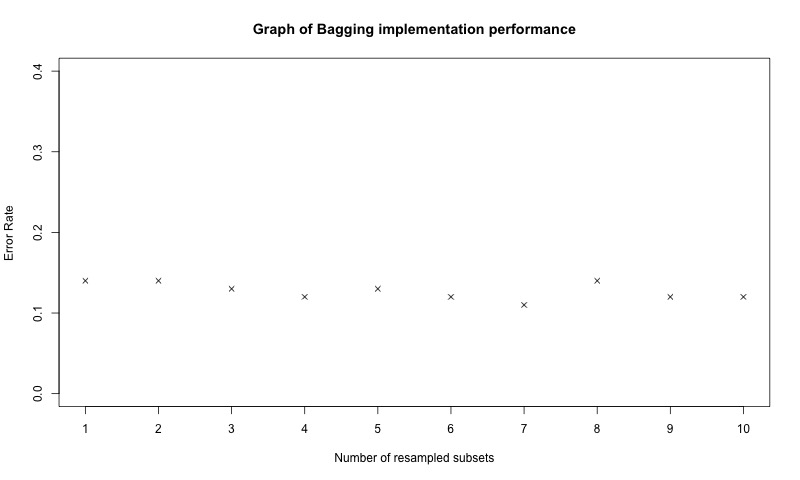 Graph of Bagging implementation performance
0.4
0.3
0.2
0.1
0.0
Error Rate
1 2 3 4 5 6 7 8 9 10
Number of resampled subsets